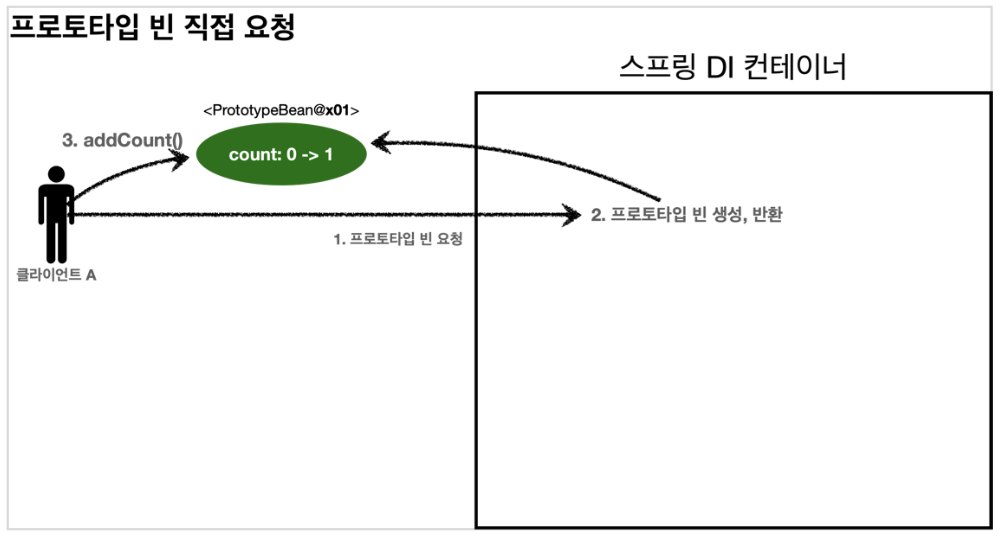 프로토타입 빈 직접 요청
스프링 DI 컨테이너
<PrototypeBean@x01>
3. addCount()
count: 0 -> 1
2. 프로토타입 빈 생성, 반환
1. 프로토타입 빈 요청
클라이언트 A